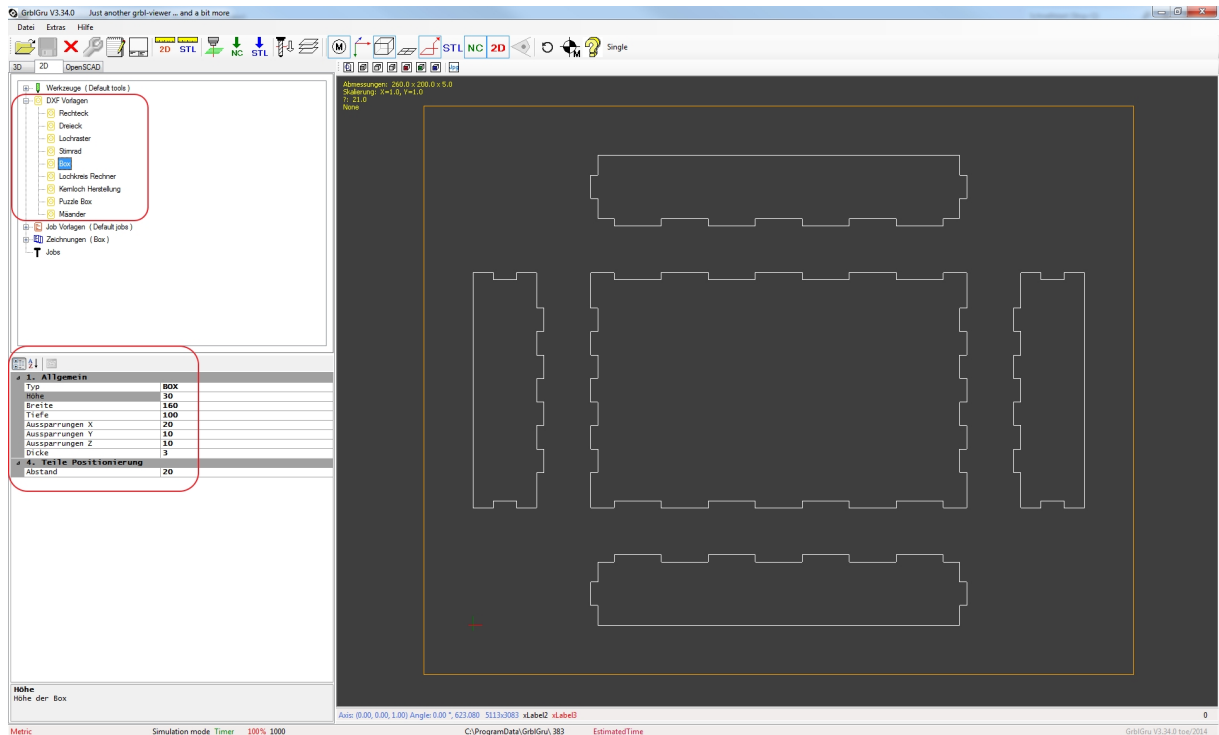 GrblGru V3.34.0 Just another grbl-viewer ... and a bit more
Datei Extras Hilfe
2D STL NC STL M STL NC 2D M Single
3D 2D OpenSCAD
Werkzeuge ( Default tools )
DXF Vorlagen
Rechteck
Dreieck
Lochraster
Stirnrad
Box
Lochkreis Rechner
Kernloch Herstellung
Puzzle Box
Mäander
Job Vorlagen ( Default jobs )
Zeichnungen ( Box )
Jobs
1. Allgemein
Typ BOX
Höhe 30
Breite 160
Tiefe 100
Aussparrungen X 20
Aussparrungen Y 10
Aussparrungen Z 10
Dicke 3
4. Teile Positionierung
Abstand 20
Höhe
Höhe der Box
Abmessungen: 260.0 x 200.0 x 5.0
Skalierung: X=1.0, Y=1.0
?: 21.0
None
Axis: (0.00, 0.00, 1.00) Angle: 0.00 °, 623.080 5113x3083 xLabel2 xLabel3 0
Metric Simulation mode Timer 100% 1000 C:\ProgramData\GrblGru\ 383 EstimatedTime GrblGru V3.34.0 toe/2014